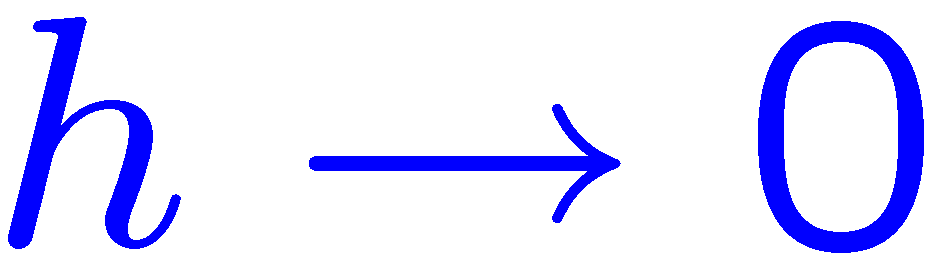 h → 0